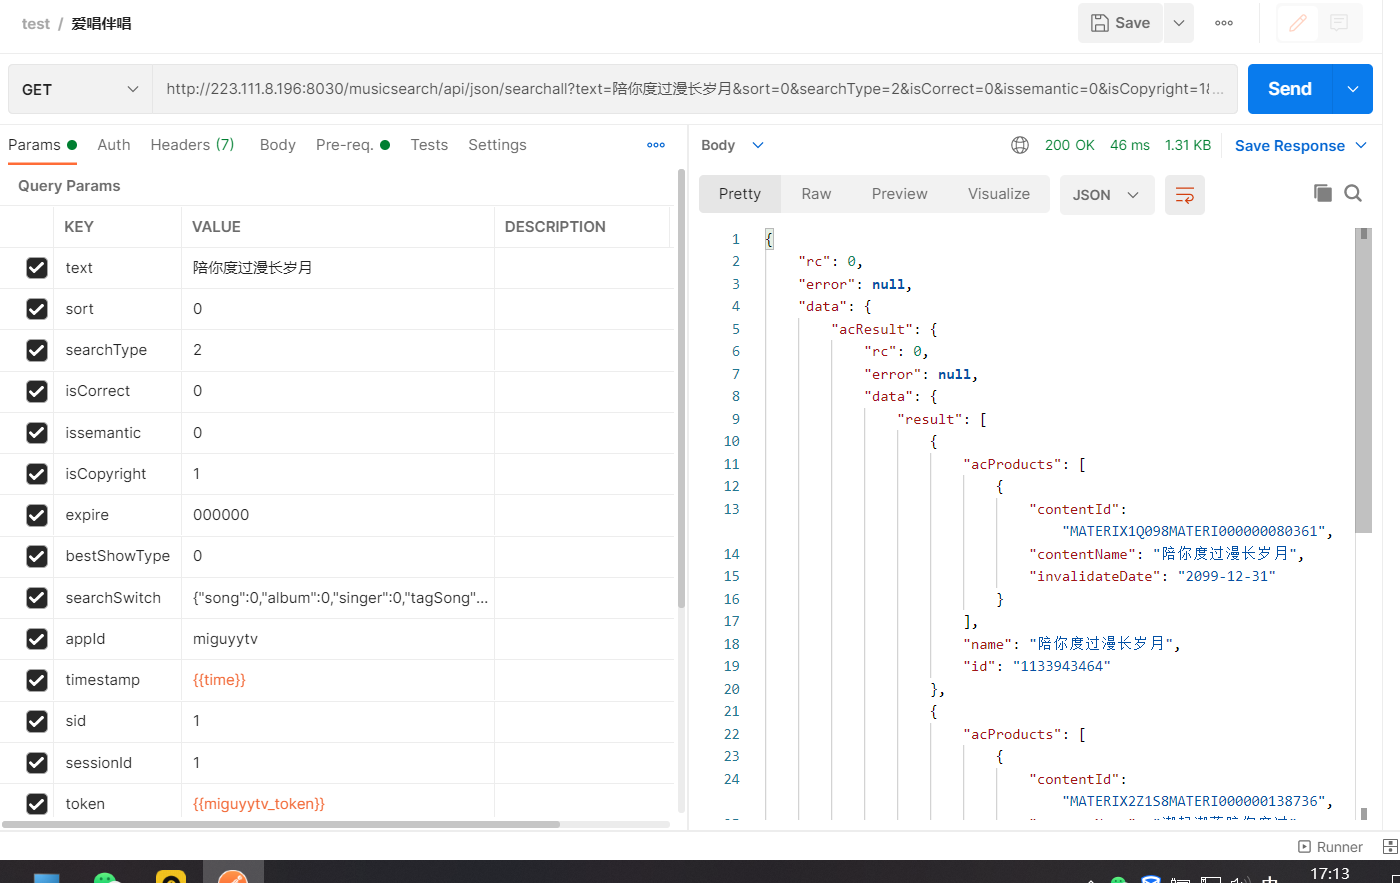 test / 爱唱伴唱
Save
GET
http://223.111.8.196:8030/musicsearch/api/json/searchall?text=陪你度过漫长岁月&sort=0&searchType=2&isCorrect=0&issemantic=0&isCopyright=1&...
Send
Params Auth Headers (7) Body Pre-req. Tests Settings
Query Params
KEY VALUE DESCRIPTION
text 陪你度过漫长岁月
sort 0
searchType 2
isCorrect 0
issemantic 0
isCopyright 1
expire 000000
bestShowType 0
searchSwitch {"song":0,"album":0,"singer":0,"tagSong"...
appId miguyytv
timestamp {{time}}
sid 1
sessionId 1
token {{miguyytv_token}}
Body 200 OK 46 ms 1.31 KB Save Response
Pretty Raw Preview Visualize JSON
1 {
2 "rc": 0,
3 "error": null,
4 "data": {
5 "acResult": {
6 "rc": 0,
7 "error": null,
8 "data": {
9 "result": [
10 {
11 "acProducts": [
12 {
13 "contentId":
"MATERIX1Q098MATERI000000080361",
14 "contentName": "陪你度过漫长岁月",
15 "invalidateDate": "2099-12-31"
16 }
17 ],
18 "name": "陪你度过漫长岁月",
19 "id": "1133943464"
20 },
21 {
22 "acProducts": [
23 {
24 "contentId":
"MATERIX2Z1S8MATERI000000138736",
Runner
17:13